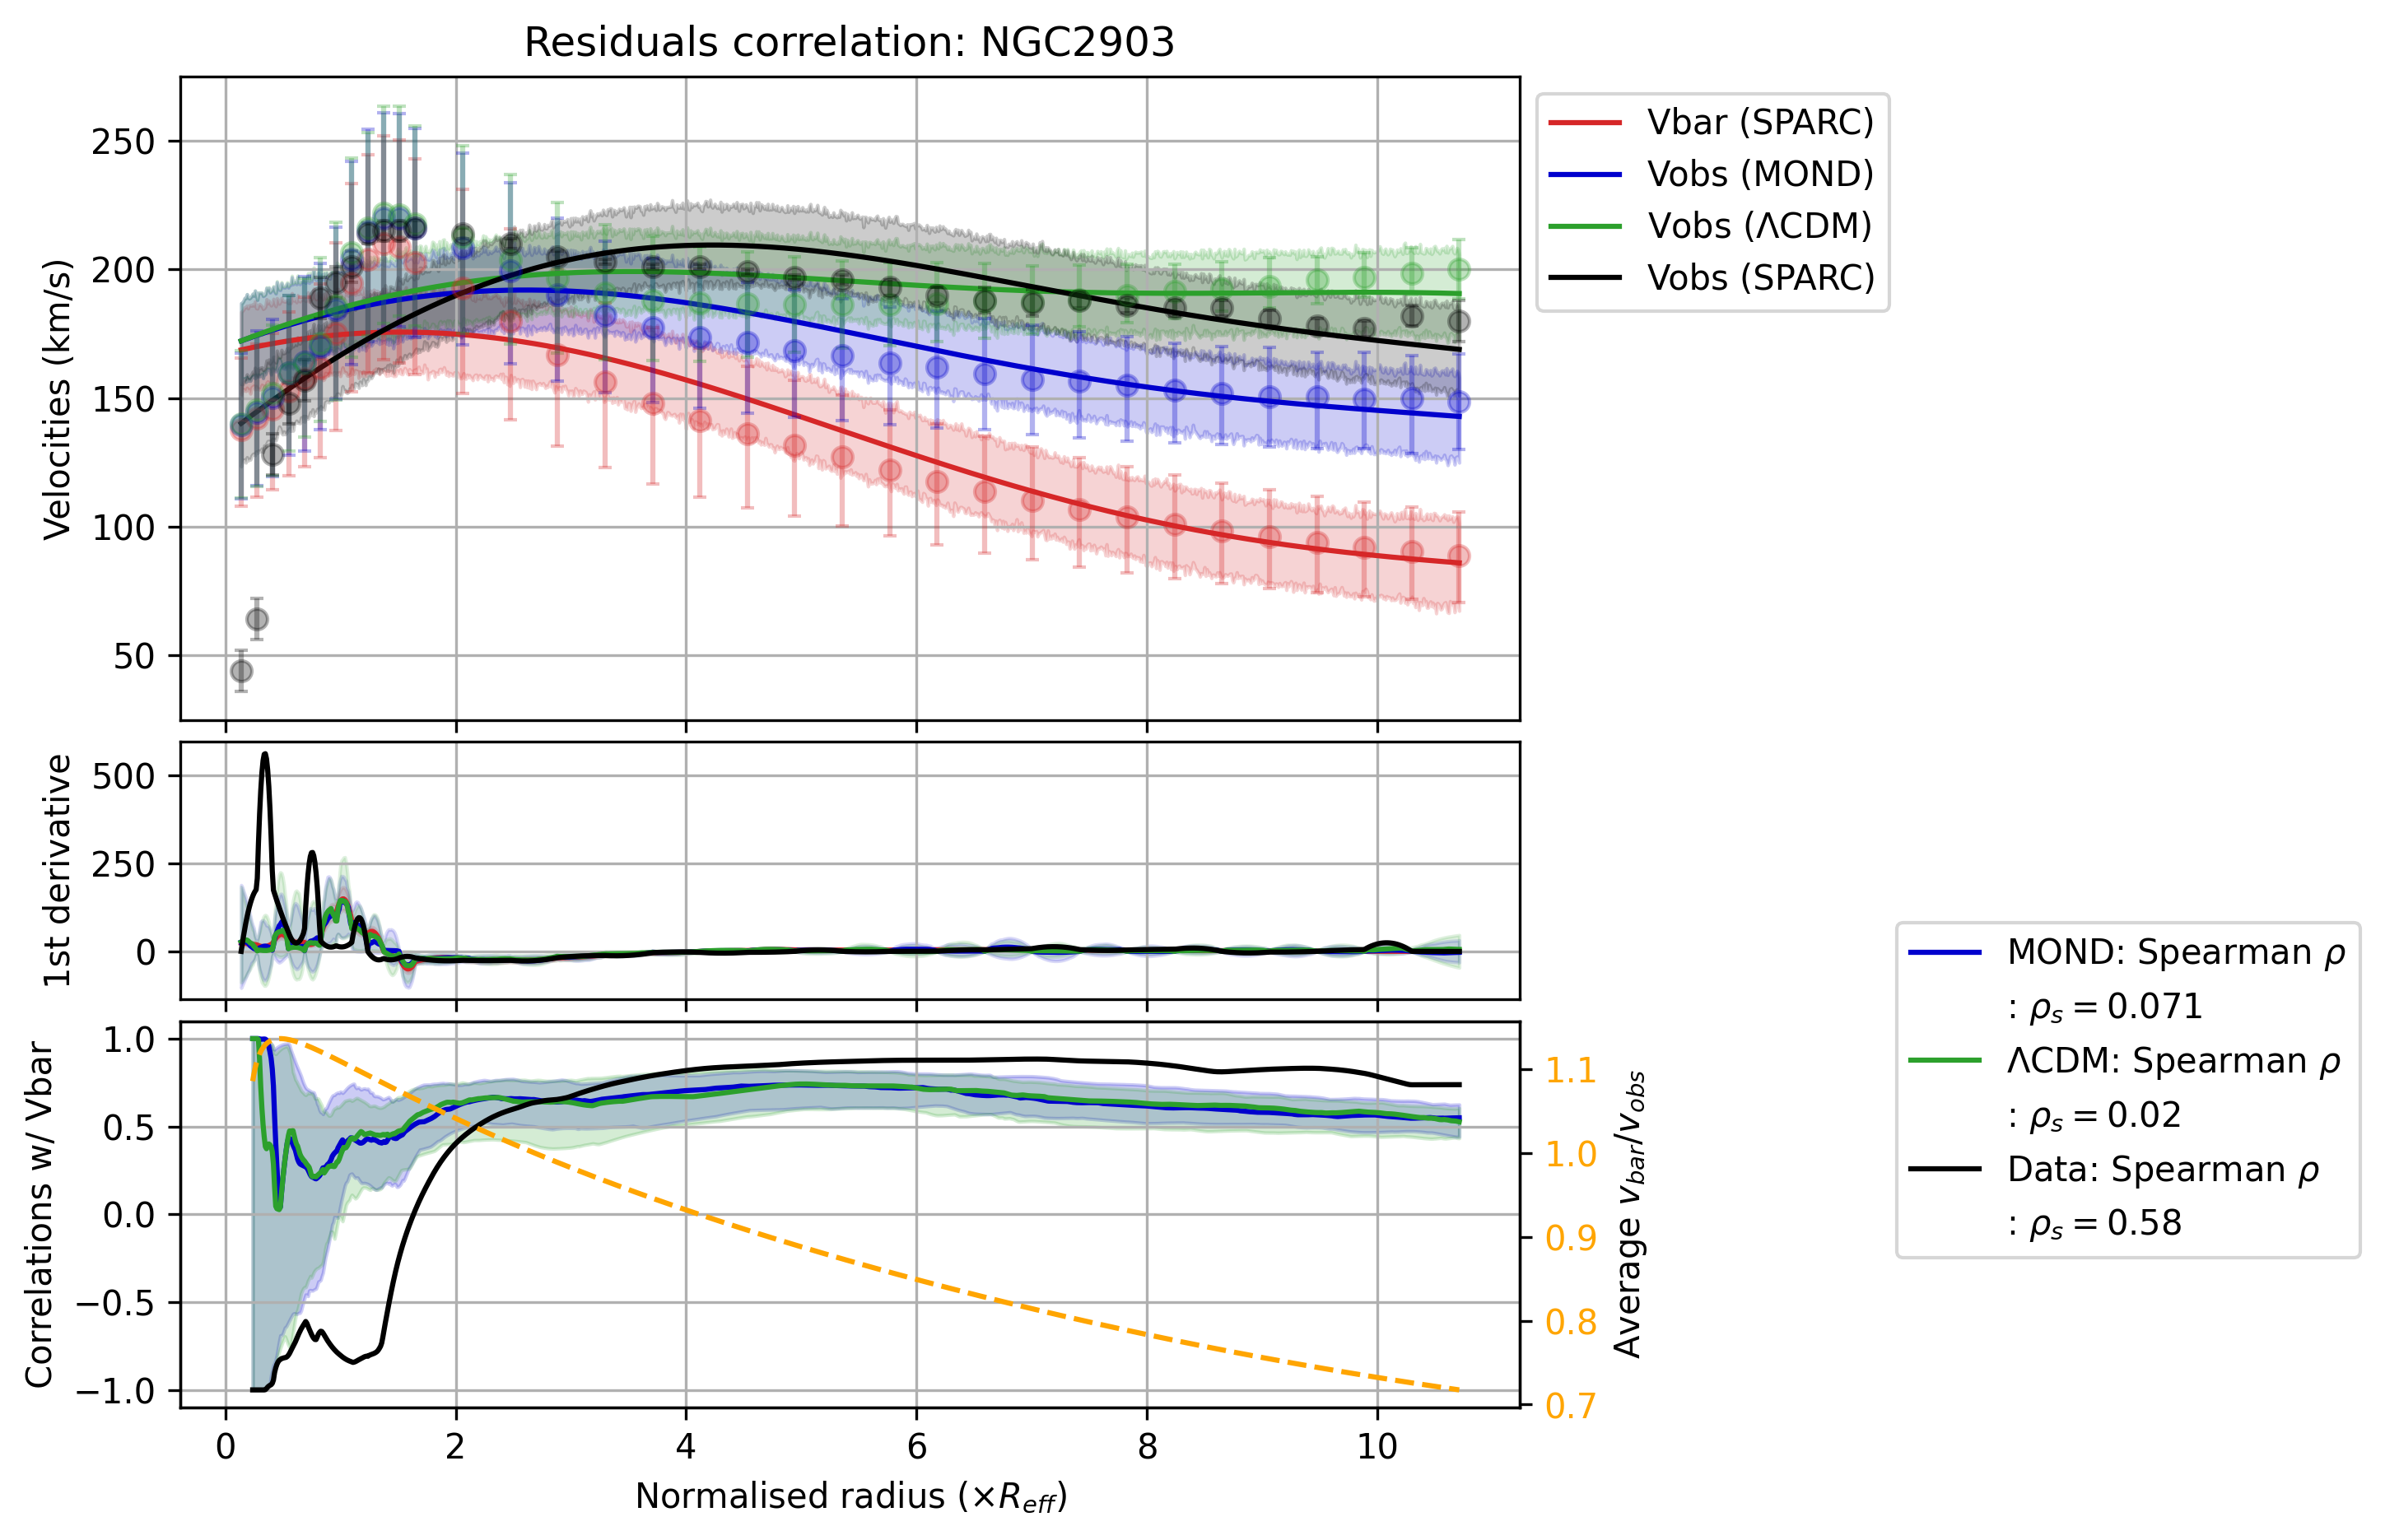 Residuals correlation: NGC2903
250
200
150
100
50
Velocities (km/s)
Vbar (SPARC)
Vobs (MOND)
Vobs (ΛCDM)
Vobs (SPARC)
500
250
0
1st derivative
1.0
0.5
0.0
−0.5
−1.0
Correlations w/ Vbar
1.1
1.0
0.9
0.8
0.7
Average v_bar/v_obs
MOND: Spearman ρ
: ρ_s = 0.071
ΛCDM: Spearman ρ
: ρ_s = 0.02
Data: Spearman ρ
: ρ_s = 0.58
0 2 4 6 8 10
Normalised radius (×R_eff)